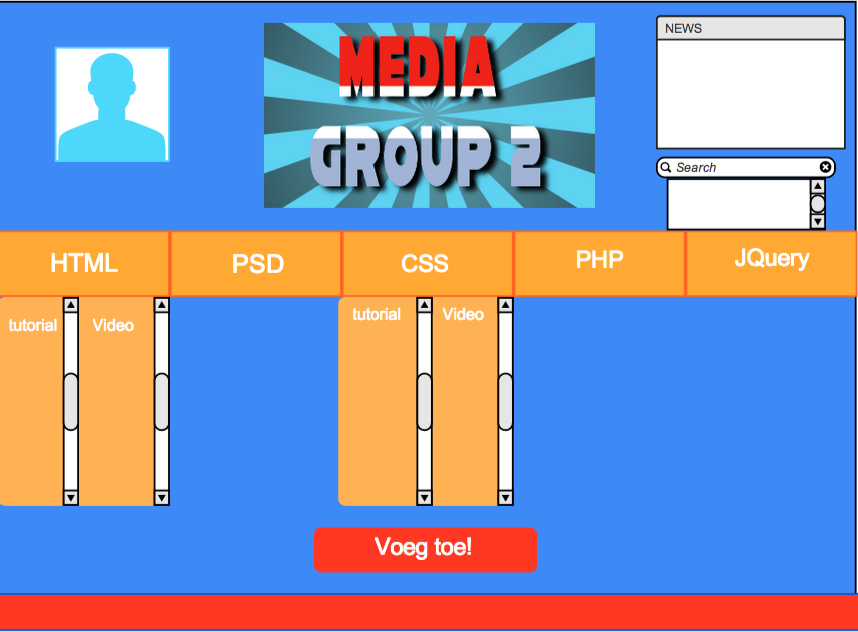 MEDIA
GROUP 2
NEWS
Search
HTML
PSD
CSS
PHP
JQuery
tutorial
Video
tutorial
Video
Voeg toe!